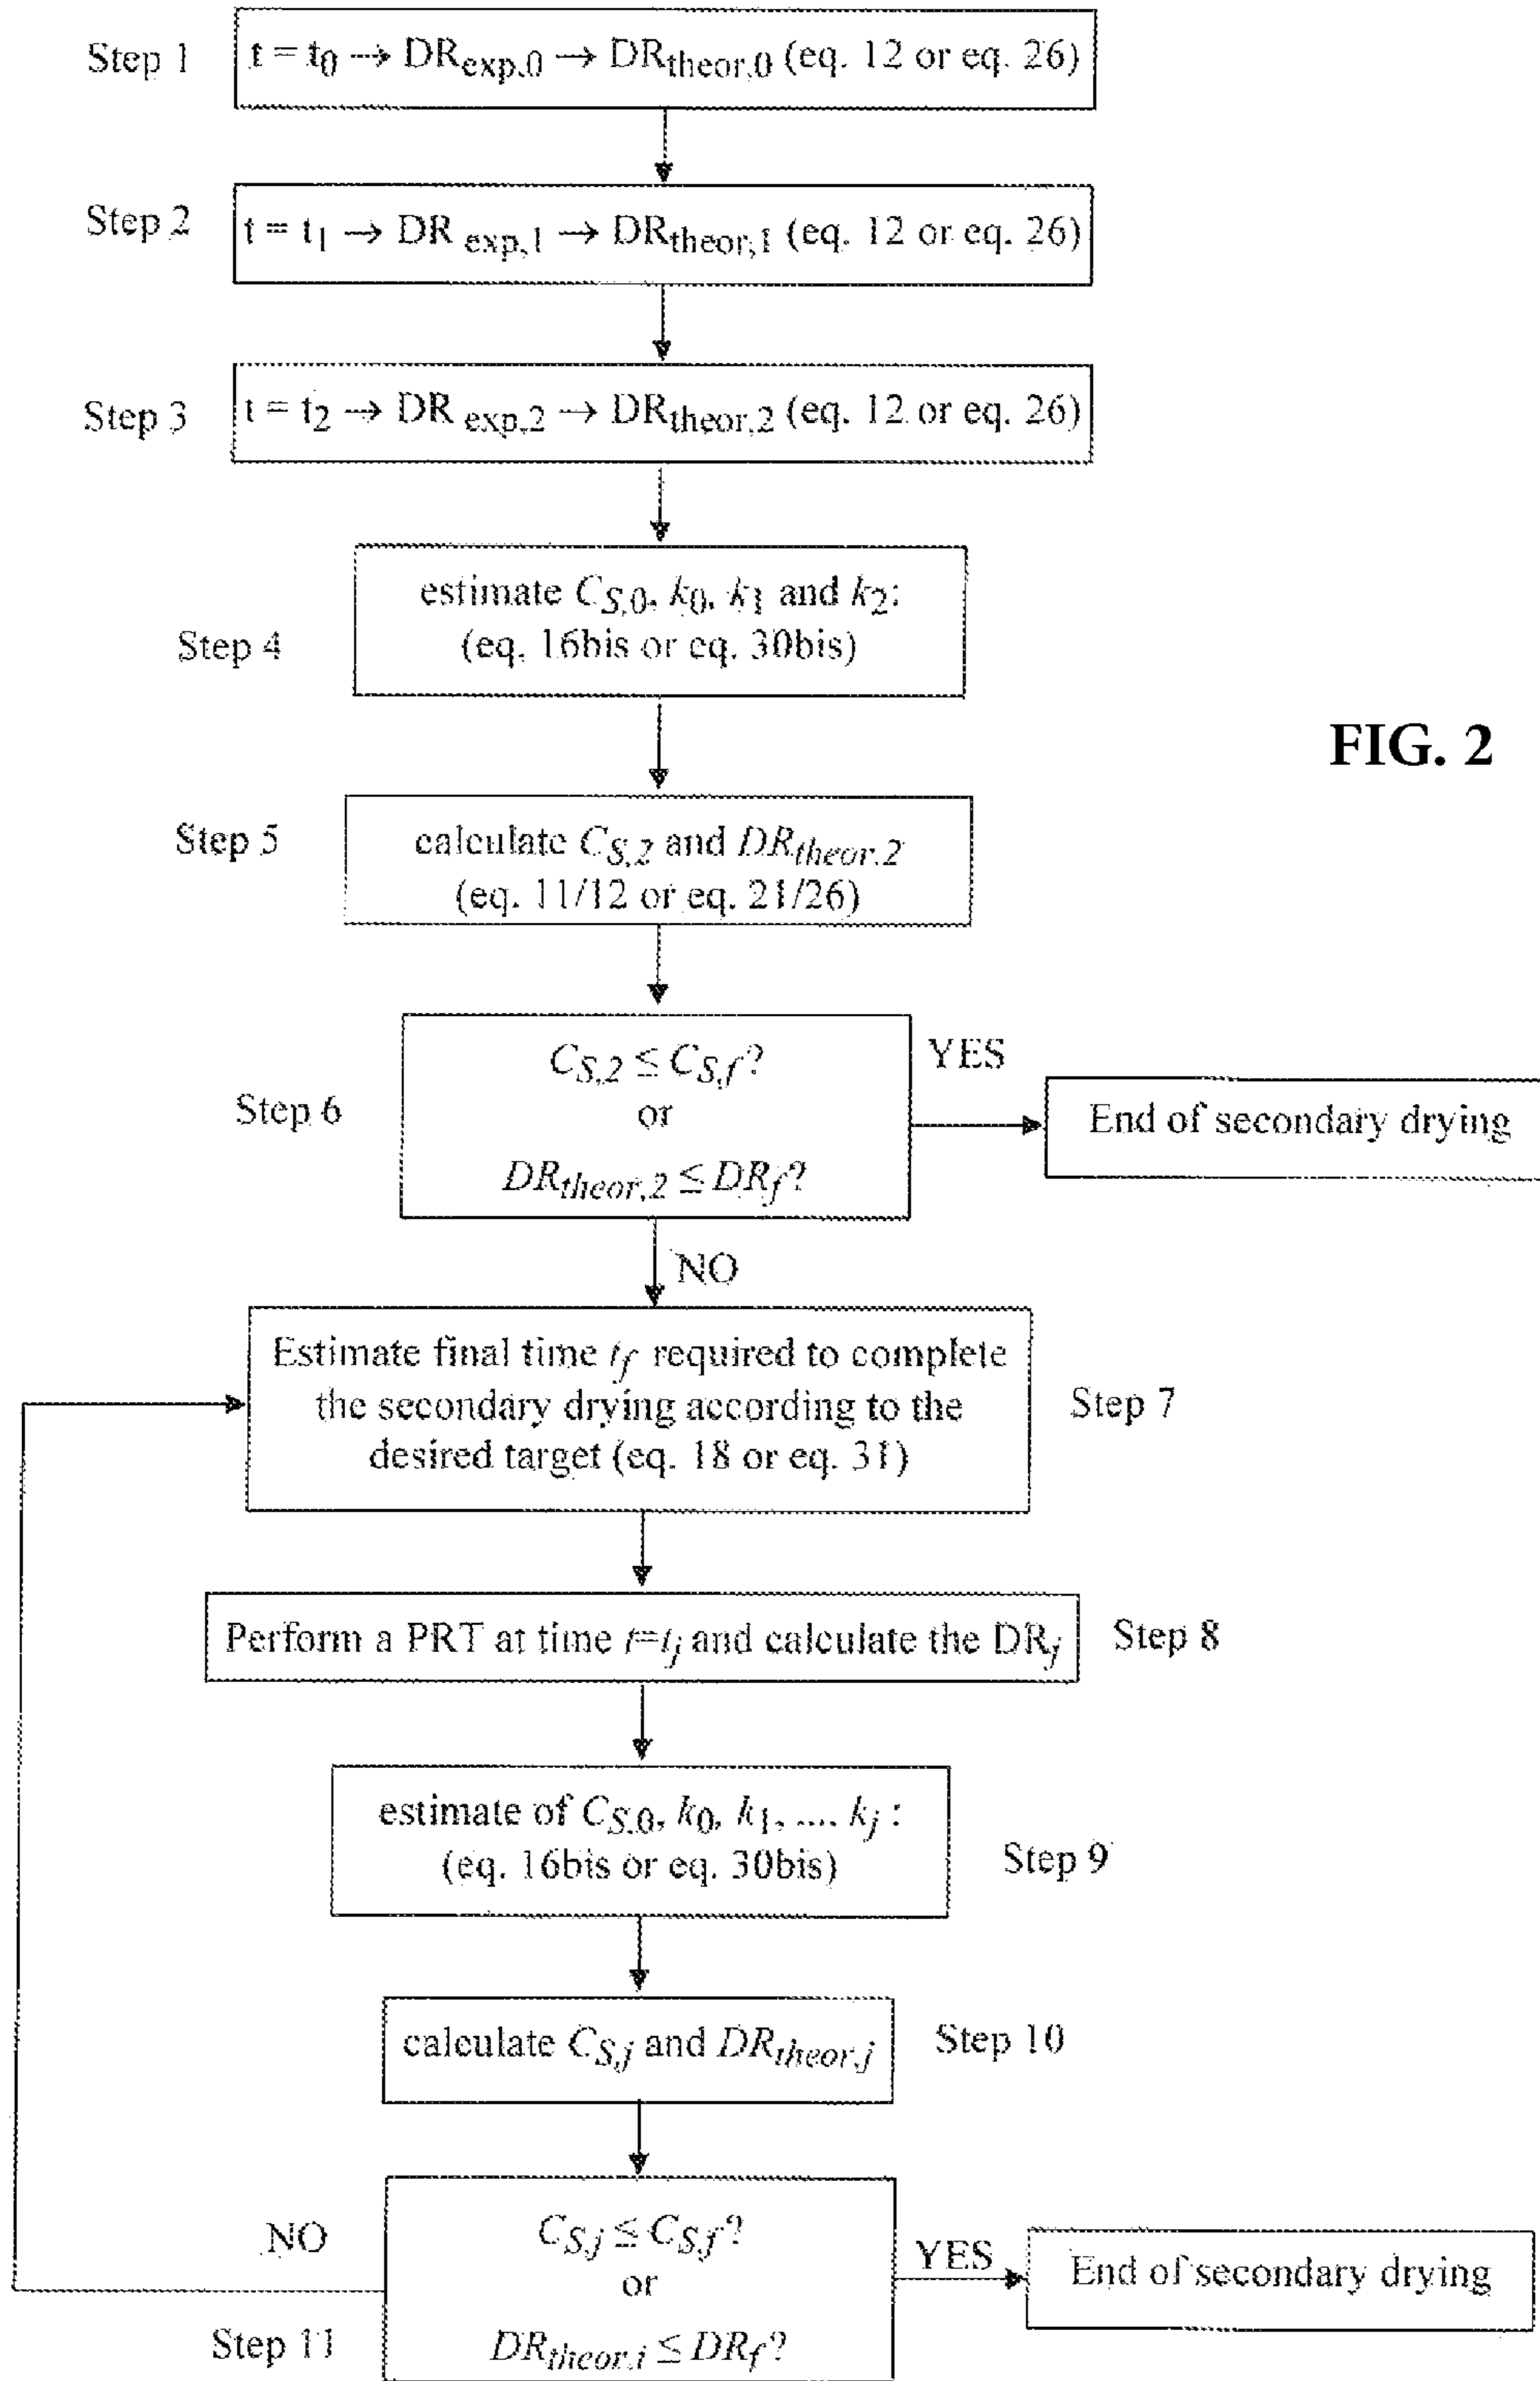 Step 1
t = t0 → DRexp,0 → DRtheor,0 (eq. 12 or eq. 26)
Step 2
t = t1 → DR exp,1 → DRtheor,1 (eq. 12 or eq. 26)
Step 3
t = t2 → DR exp,2 → DRtheor,2 (eq. 12 or eq. 26)
Step 4
estimate CS,0, k0, k1 and k2:
(eq. 16bis or eq. 30bis)
FIG. 2
Step 5
calculate CS,2 and DRtheor,2
(eq. 11/12 or eq. 21/26)
Step 6
CS,2 ≤ CS,f?
or
DRtheor,2 ≤ DRf?
YES
End of secondary drying
NO
Estimate final time tf required to complete
the secondary drying according to the
desired target (eq. 18 or eq. 31)
Step 7
Perform a PRT at time t=tj and calculate the DRj
Step 8
estimate of CS,0, k0, k1, ..., kj :
(eq. 16bis or eq. 30bis)
Step 9
calculate CS,j and DRtheor,j
Step 10
NO
CS,j ≤ CS,f?
or
DRtheor,j ≤ DRf?
YES
End of secondary drying
Step 11